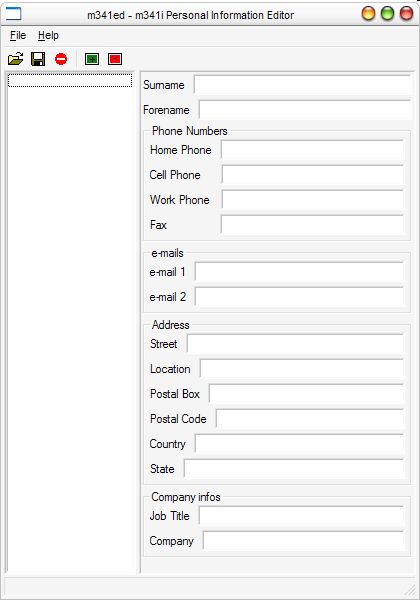 m341ed - m341i Personal Information Editor
File Help
Surname
Forename
Phone Numbers
Home Phone
Cell Phone
Work Phone
Fax
e-mails
e-mail 1
e-mail 2
Address
Street
Location
Postal Box
Postal Code
Country
State
Company infos
Job Title
Company